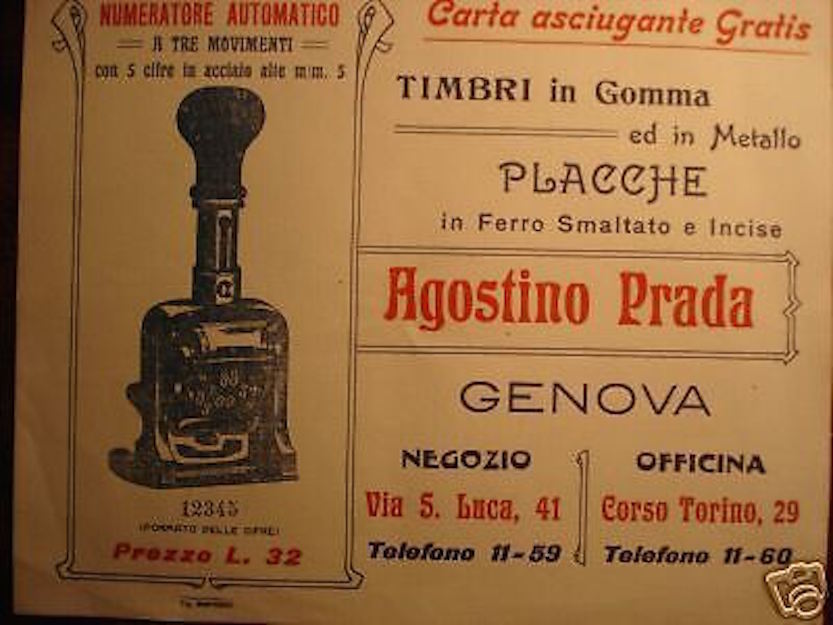 NUMERATORE AUTOMATICO
A TRE MOVIMENTI
con 5 cifre in acciaio alte m|m. 5
12345
(FORMATO DELLE CIFRE)
Prezzo L. 32
Carta asciugante Gratis
TIMBRI in Gomma
ed in Metallo
PLACCHE
in Ferro Smaltato e Incise
Agostino Prada
GENOVA
NEGOZIO
Via S. Luca, 41
Telefono 11-59
OFFICINA
Corso Torino, 29
Telefono 11-60